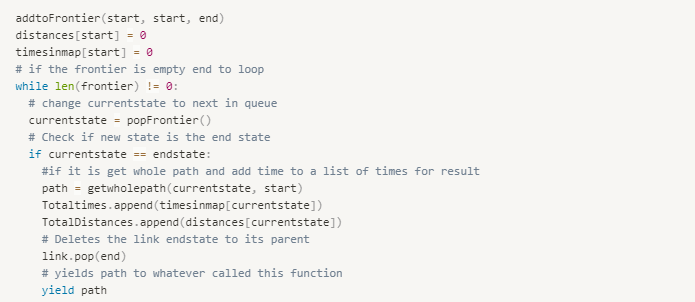 addtoFrontier(start, start, end)
distances[start] = 0
timesinmap[start] = 0
# if the frontier is empty end to loop
while len(frontier) != 0:
  # change currentstate to next in queue
  currentstate = popFrontier()
  # Check if new state is the end state
  if currentstate == endstate:
    #if it is get whole path and add time to a list of times for result
    path = getwholepath(currentstate, start)
    Totaltimes.append(timesinmap[currentstate])
    TotalDistances.append(distances[currentstate])
    # Deletes the link endstate to its parent
    link.pop(end)
    # yields path to whatever called this function
    yield path